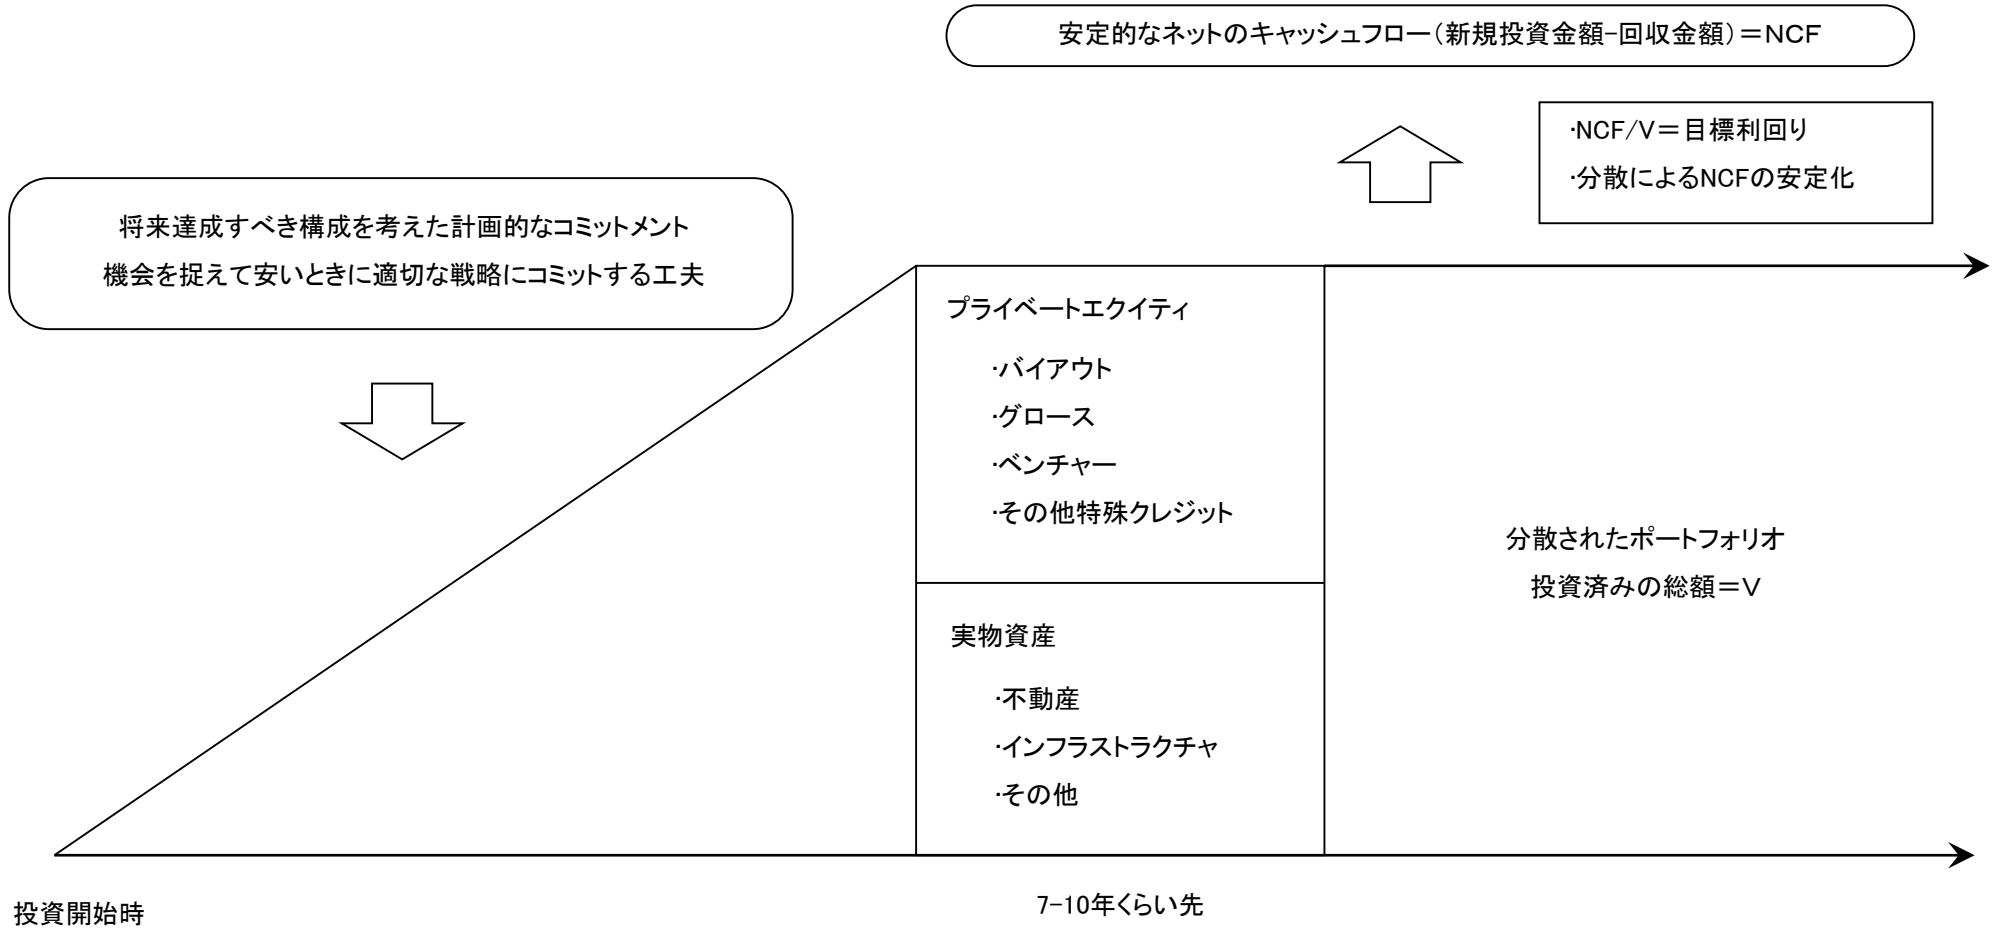 安定的なネットのキャッシュフロー(新規投資金額-回収金額)=NCF
・NCF/V=目標利回り
・分散によるNCFの安定化
将来達成すべき構成を考えた計画的なコミットメント
機会を捉えて安いときに適切な戦略にコミットする工夫
プライベートエクイティ
・バイアウト
・グロース
・ベンチャー
・その他特殊クレジット
分散されたポートフォリオ
投資済みの総額=V
実物資産
・不動産
・インフラストラクチャ
・その他
投資開始時
7-10年くらい先